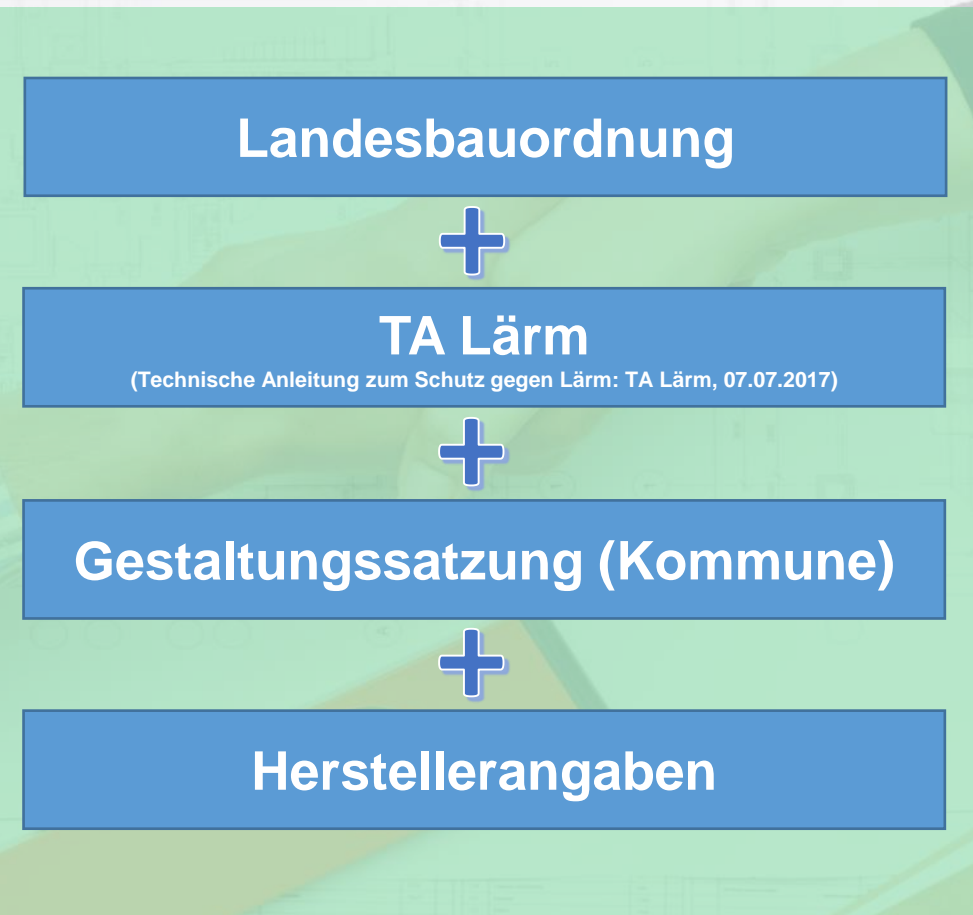 Landesbauordnung
TA Lärm
(Technische Anleitung zum Schutz gegen Lärm: TA Lärm, 07.07.2017)
Gestaltungssatzung (Kommune)
Herstellerangaben